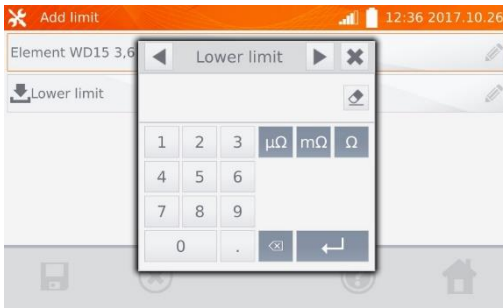 Add limit 12:36 2017.10.26
Element WD15 3,6
Lower limit
Lower limit
1 2 3 µΩ mΩ Ω
4 5 6
7 8 9
0 .